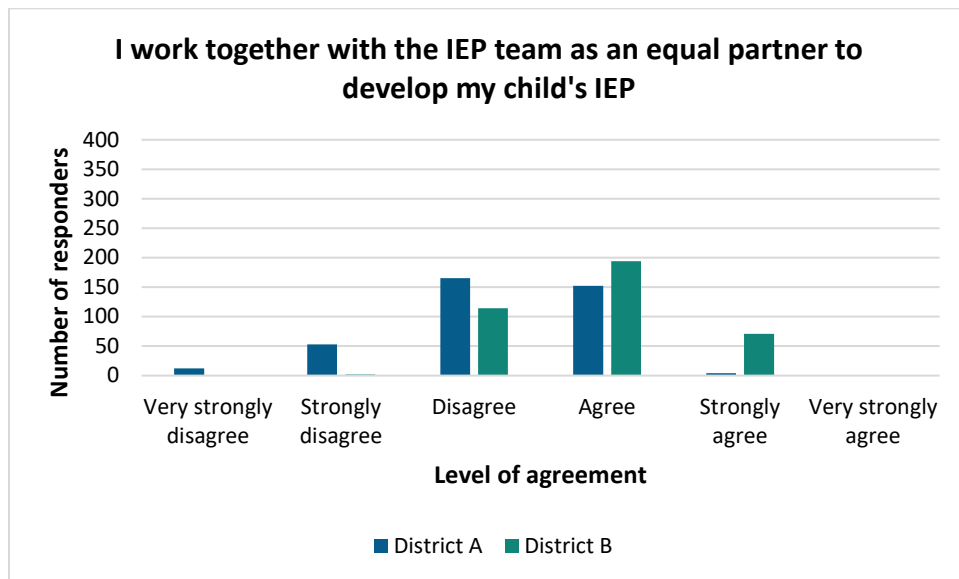 I work together with the IEP team as an equal partner to
develop my child's IEP
Number of responders
400
350
300
250
200
150
100
50
0
Very strongly
disagree
Strongly
disagree
Disagree
Agree
Strongly
agree
Very strongly
agree
Level of agreement
District A
District B